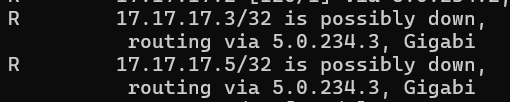 R        17.17.17.3/32 is possibly down,
          routing via 5.0.234.3, Gigabi
R        17.17.17.5/32 is possibly down,
          routing via 5.0.234.3, Gigabi